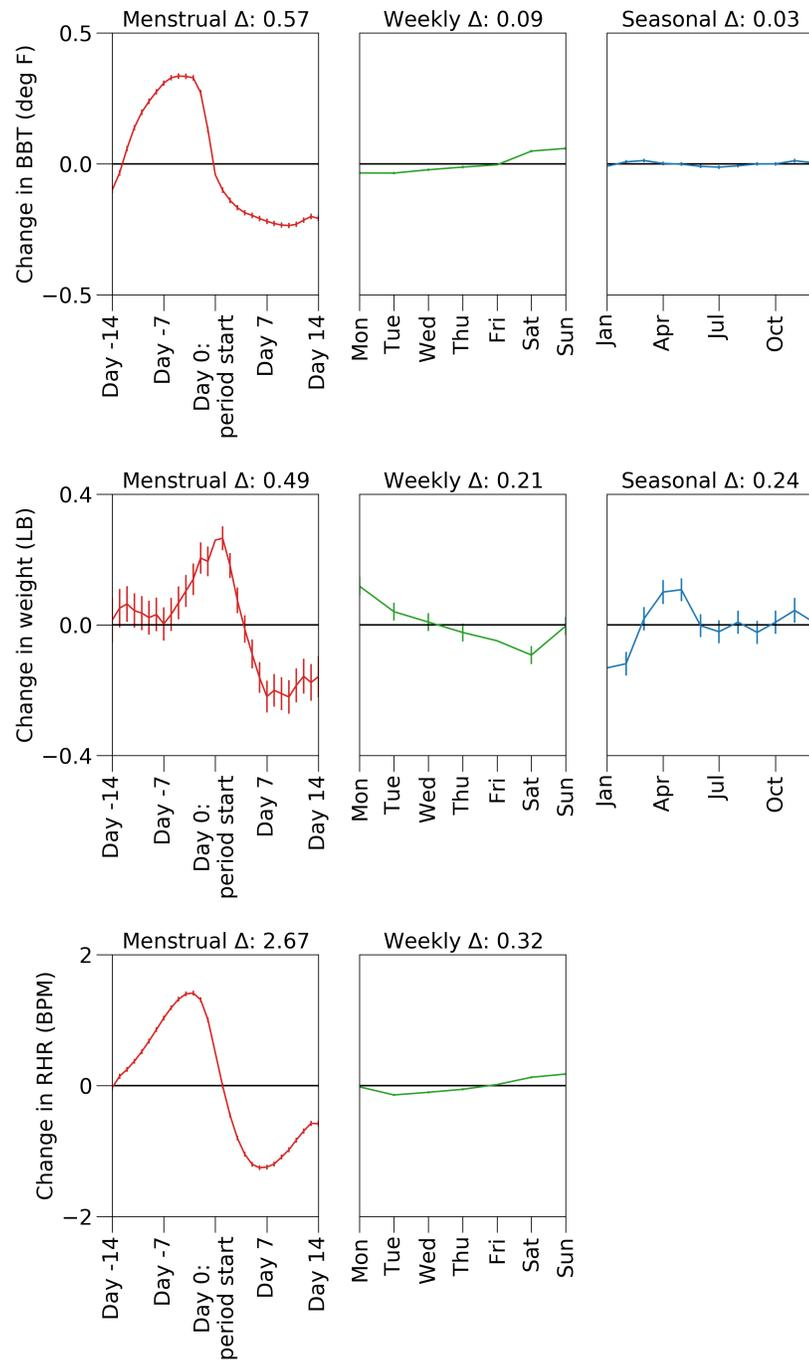 Menstrual Δ: 0.57
Weekly Δ: 0.09
Seasonal Δ: 0.03
Change in BBT (deg F)
0.5
0.0
−0.5
Day -14
Day -7
Day 0:
period start
Day 7
Day 14
Mon
Tue
Wed
Thu
Fri
Sat
Sun
Jan
Apr
Jul
Oct
Menstrual Δ: 0.49
Weekly Δ: 0.21
Seasonal Δ: 0.24
Change in weight (LB)
0.4
0.0
−0.4
Day -14
Day -7
Day 0:
period start
Day 7
Day 14
Mon
Tue
Wed
Thu
Fri
Sat
Sun
Jan
Apr
Jul
Oct
Menstrual Δ: 2.67
Weekly Δ: 0.32
Change in RHR (BPM)
2
0
−2
Day -14
Day -7
Day 0:
period start
Day 7
Day 14
Mon
Tue
Wed
Thu
Fri
Sat
Sun